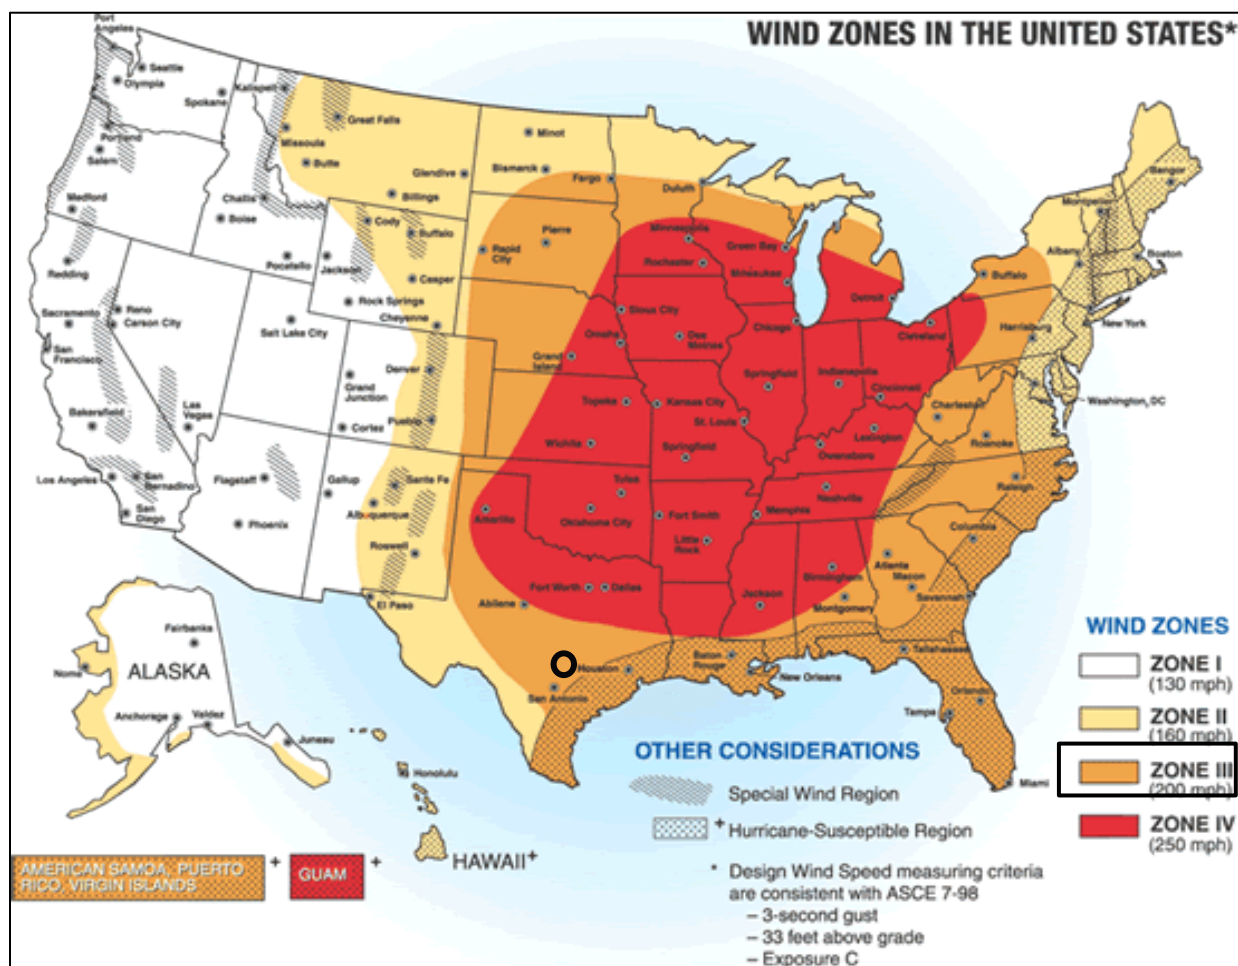 WIND ZONES IN THE UNITED STATES*
Port
Angeles
Seattle
Olympia
Spokane
Kalispell
Great Falls
Minot
Portland
Salem
Missoula
Butte
Glendive
Bismarck
Fargo
Duluth
Bangor
Medford
Challis
Boise
Billings
Cody
Buffalo
Pierre
Rapid
City
Minneapolis
Rochester
Green Bay
Milwaukee
Montpelier
Albany
Boston
Redding
Pocatello
Jackson
Casper
Sioux City
Detroit
Buffalo
Sacramento
Reno
Carson City
Salt Lake City
Rock Springs
Cheyenne
Omaha
Des
Moines
Chicago
Cleveland
Harrisburg
New York
San
Francisco
Grand
Junction
Denver
Grand
Island
Springfield
Indianapolis
Cincinnati
Washington, DC
Bakersfield
Las
Vegas
Cortez
Pueblo
Topeka
Kansas City
St. Louis
Charleston
Lexington
Roanoke
Wichita
Springfield
Owensboro
Los Angeles
San
Bernadino
Flagstaff
Gallup
Santa Fe
Tulsa
Nashville
Raleigh
San
Diego
Phoenix
Albuquerque
Amarillo
Oklahoma City
Fort Smith
Memphis
Columbia
Roswell
Little
Rock
Atlanta
Macon
Birmingham
El Paso
Abilene
Fort Worth
Dallas
Jackson
Montgomery
Savannah
Fairbanks
ALASKA
Nome
Anchorage
Valdez
Juneau
Houston
San Antonio
Baton
Rouge
New Orleans
Tallahassee
Orlando
Tampa
Miami
Honolulu
HAWAII+
WIND ZONES
ZONE I
(130 mph)
ZONE II
(160 mph)
ZONE III
(200 mph)
ZONE IV
(250 mph)
OTHER CONSIDERATIONS
Special Wind Region
+ Hurricane-Susceptible Region
* Design Wind Speed measuring criteria
are consistent with ASCE 7-98
– 3-second gust
– 33 feet above grade
– Exposure C
AMERICAN SAMOA, PUERTO
RICO, VIRGIN ISLANDS
+
GUAM
+